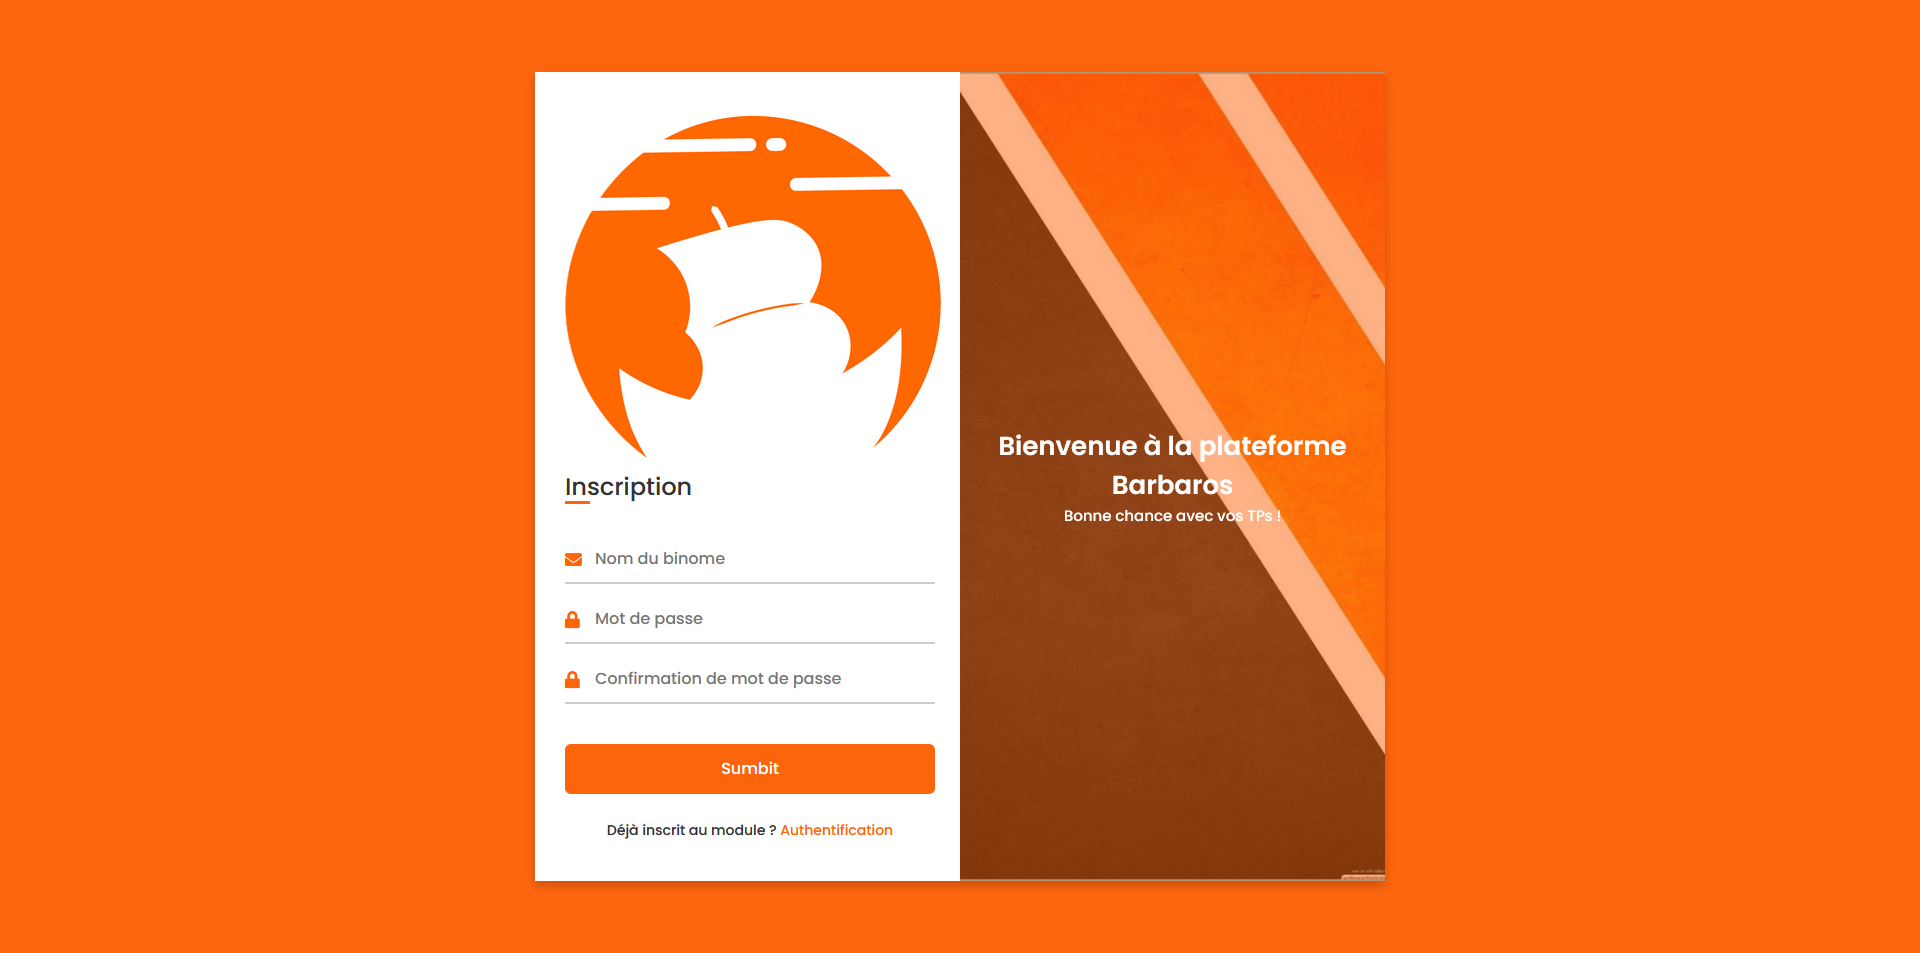 Inscription
Nom du binome
Mot de passe
Confirmation de mot de passe
Sumbit
Déjà inscrit au module ? Authentification
Bienvenue à la plateforme
Barbaros
Bonne chance avec vos TPs !